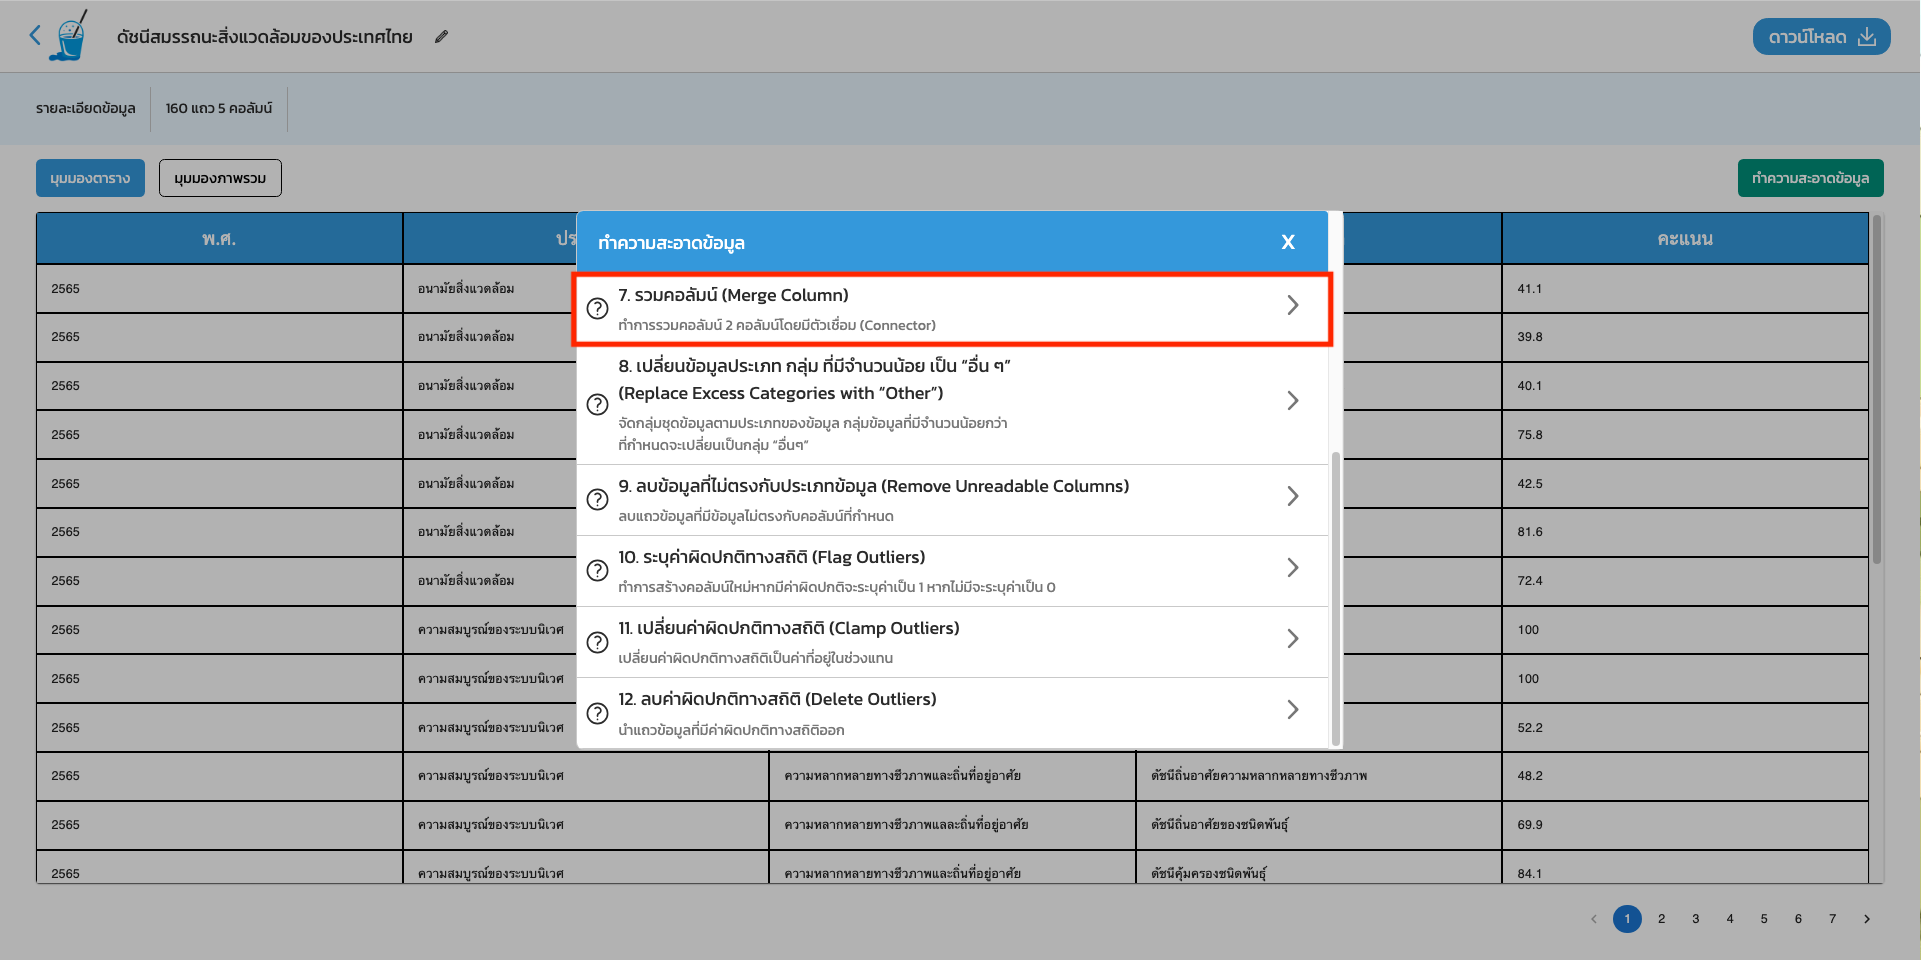 ดัชนีสมรรถนะสิ่งแวดล้อมของประเทศไทย
ดาวน์โหลด
รายละเอียดข้อมูล
160 แถว 5 คอลัมน์
มุมมองตาราง
มุมมองภาพรวม
ทำความสะอาดข้อมูล
พ.ศ.
ปร
คะแนน
ทำความสะอาดข้อมูล
X
7. รวมคอลัมน์ (Merge Column)
ทำการรวมคอลัมน์ 2 คอลัมน์โดยมีตัวเชื่อม (Connector)
8. เปลี่ยนข้อมูลประเภท กลุ่ม ที่มีจำนวนน้อย เป็น “อื่น ๆ”
(Replace Excess Categories with “Other”)
จัดกลุ่มชุดข้อมูลตามประเภทของข้อมูล กลุ่มข้อมูลที่มีจำนวนน้อยกว่า
ที่กำหนดจะเปลี่ยนเป็นกลุ่ม “อื่นๆ”
9. ลบข้อมูลที่ไม่ตรงกับประเภทข้อมูล (Remove Unreadable Columns)
ลบแถวข้อมูลที่มีข้อมูลไม่ตรงกับคอลัมน์ที่กำหนด
10. ระบุค่าผิดปกติทางสถิติ (Flag Outliers)
ทำการสร้างคอลัมน์ใหม่หากมีค่าผิดปกติจะระบุค่าเป็น 1 หากไม่มีจะระบุค่าเป็น 0
11. เปลี่ยนค่าผิดปกติทางสถิติ (Clamp Outliers)
เปลี่ยนค่าผิดปกติทางสถิติเป็นค่าที่อยู่ในช่วงแทน
12. ลบค่าผิดปกติทางสถิติ (Delete Outliers)
นำแถวข้อมูลที่มีค่าผิดปกติทางสถิติออก
2565 อนามัยสิ่งแวดล้อม 41.1
2565 อนามัยสิ่งแวดล้อม 39.8
2565 อนามัยสิ่งแวดล้อม 40.1
2565 อนามัยสิ่งแวดล้อม 75.8
2565 อนามัยสิ่งแวดล้อม 42.5
2565 อนามัยสิ่งแวดล้อม 81.6
2565 อนามัยสิ่งแวดล้อม 72.4
2565 ความสมบูรณ์ของระบบนิเวศ 100
2565 ความสมบูรณ์ของระบบนิเวศ 100
2565 ความสมบูรณ์ของระบบนิเวศ 52.2
2565 ความสมบูรณ์ของระบบนิเวศ ความหลากหลายทางชีวภาพและถิ่นที่อยู่อาศัย ดัชนีถิ่นอาศัยความหลากหลายทางชีวภาพ 48.2
2565 ความสมบูรณ์ของระบบนิเวศ ความหลากหลายทางชีวภาพแลละถิ่นที่อยู่อาศัย ดัชนีถิ่นอาศัยของชนิดพันธุ์ 69.9
2565 ความสมบูรณ์ของระบบนิเวศ ความหลากหลายทางชีวภาพและถิ่นที่อยู่อาศัย ดัชนีคุ้มครองชนิดพันธุ์ 84.1
1 2 3 4 5 6 7